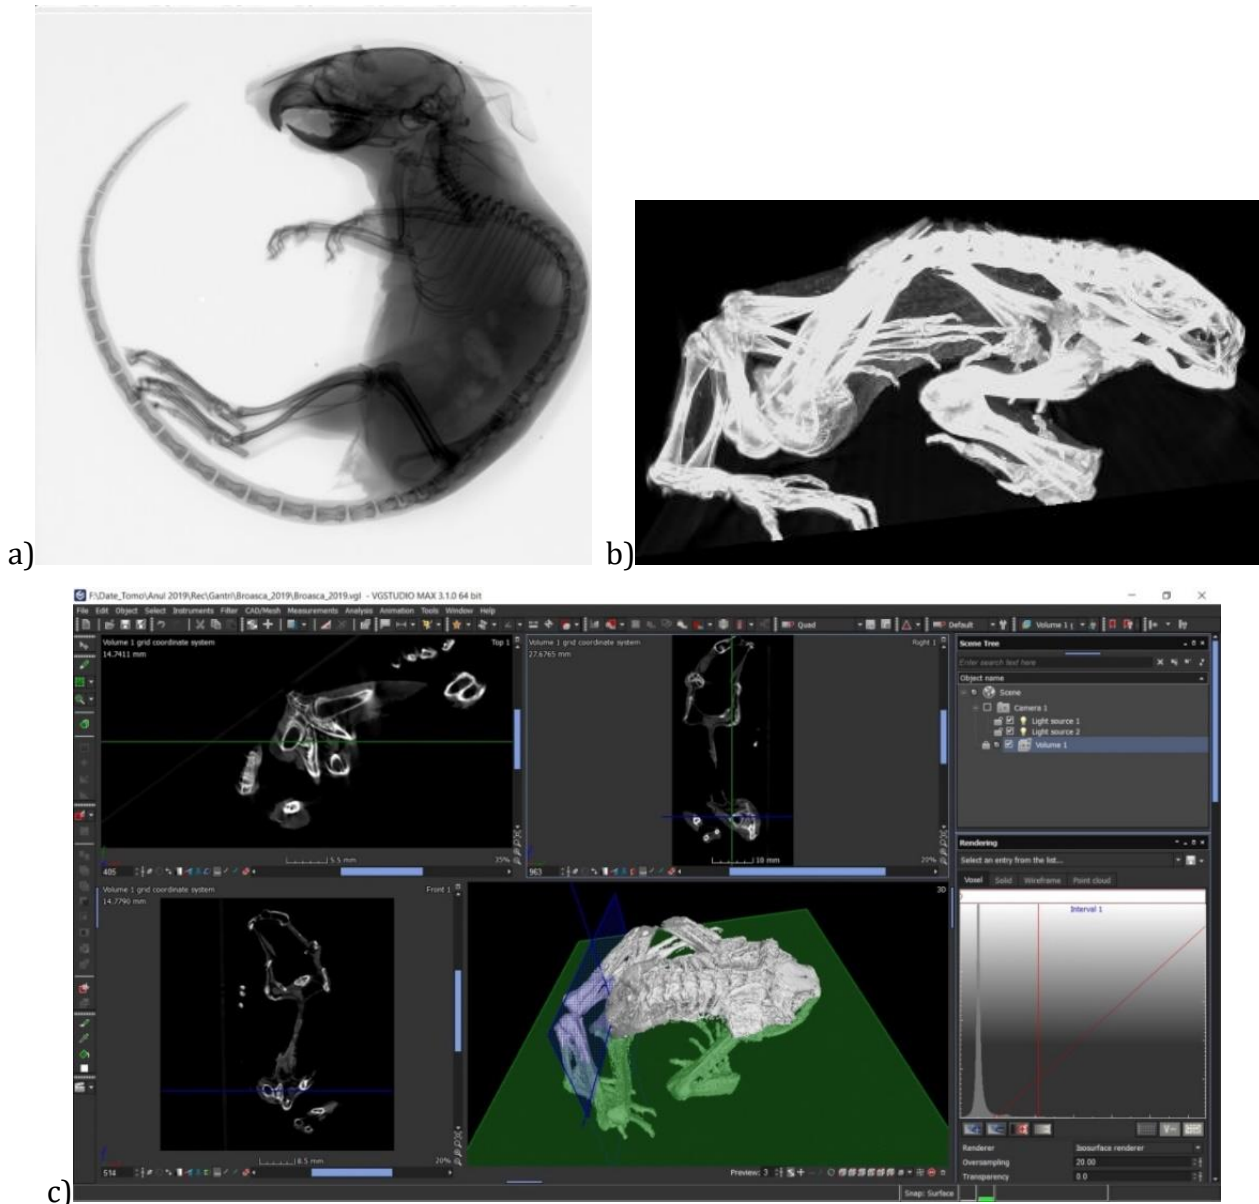 a)
b)
F:\Date_Tomo\Anul 2019\Rec\Gantri\Broasca_2019\Broasca_2019.vgl - VGSTUDIO MAX 3.1.0 64 bit
File Edit Object Select Instruments Filter CAD/Mesh Measurements Analysis Animation Tools Window Help
Quad Default Volume 1
Volume 1 grid coordinate system Top 1
14.7411 mm
5.5 mm 35%
405
Volume 1 grid coordinate system Right 1
27.6765 mm
10 mm 20%
963
Scene Tree
Enter search text here
Object name
Scene
Camera 1
Light source 1
Light source 2
Volume 1
Volume 1 grid coordinate system Front 1
14.7790 mm
8.5 mm 20%
514
3D
Preview: 3
Rendering
Select an entry from the list...
Voxel Solid Wireframe Point cloud
Interval 1
Renderer Isosurface renderer
Oversampling 20.00
Transparency 0.0
Snap: Surface
c)